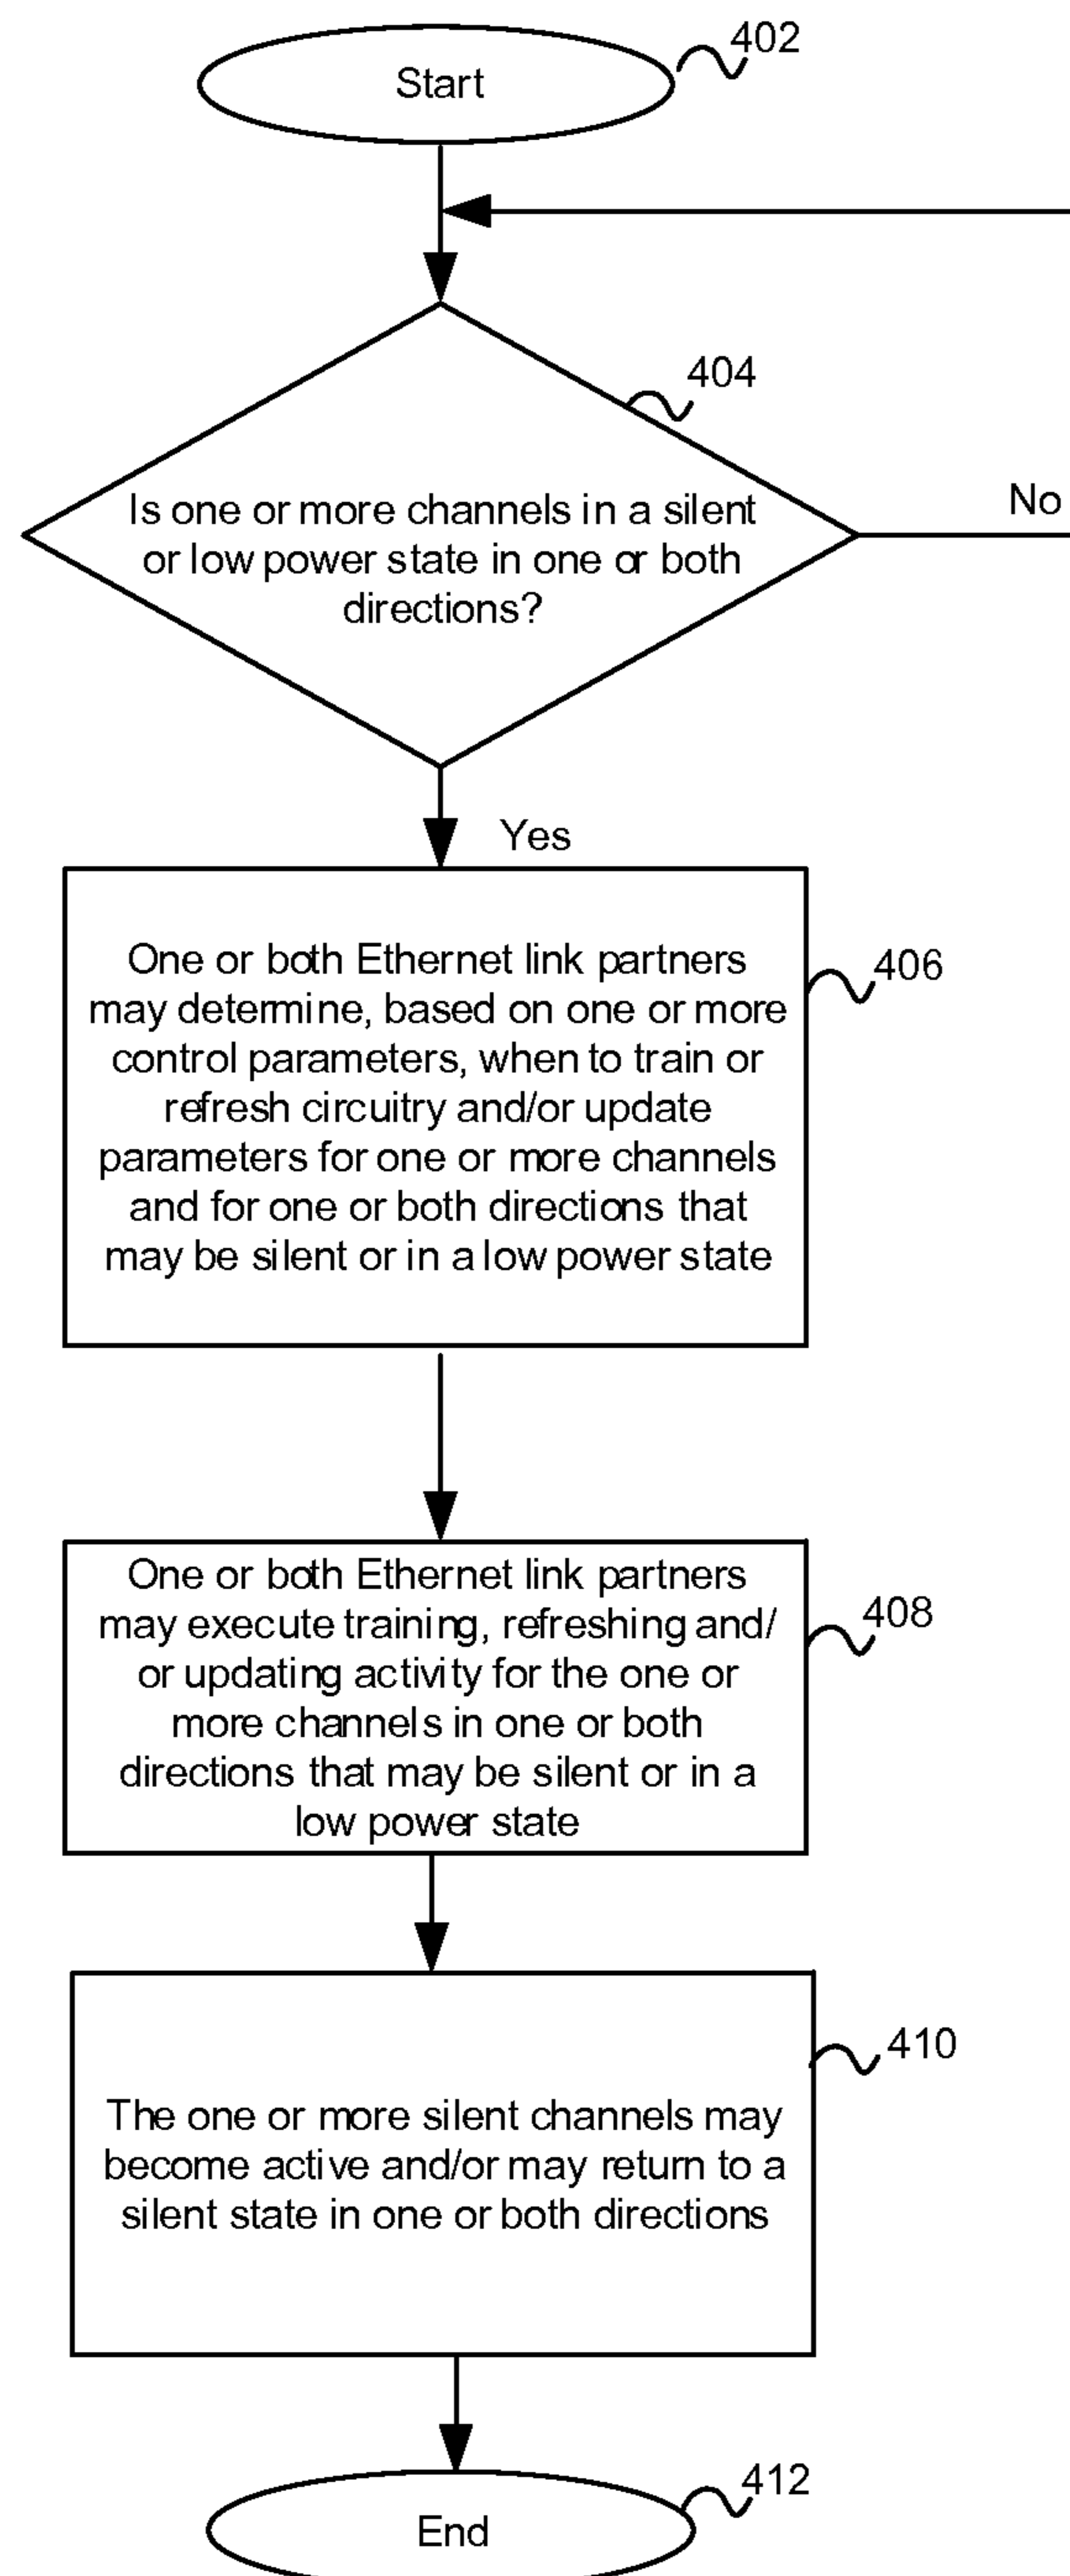 402
Start
404
Is one or more channels in a silent
or low power state in one or both
directions?
No
Yes
One or both Ethernet link partners
may determine, based on one or more
control parameters, when to train or
refresh circuitry and/or update
parameters for one or more channels
and for one or both directions that
may be silent or in a low power state
406
One or both Ethernet link partners
may execute training, refreshing and/
or updating activity for the one or
more channels in one or both
directions that may be silent or in a
low power state
408
410
The one or more silent channels may
become active and/or may return to a
silent state in one or both directions
412
End